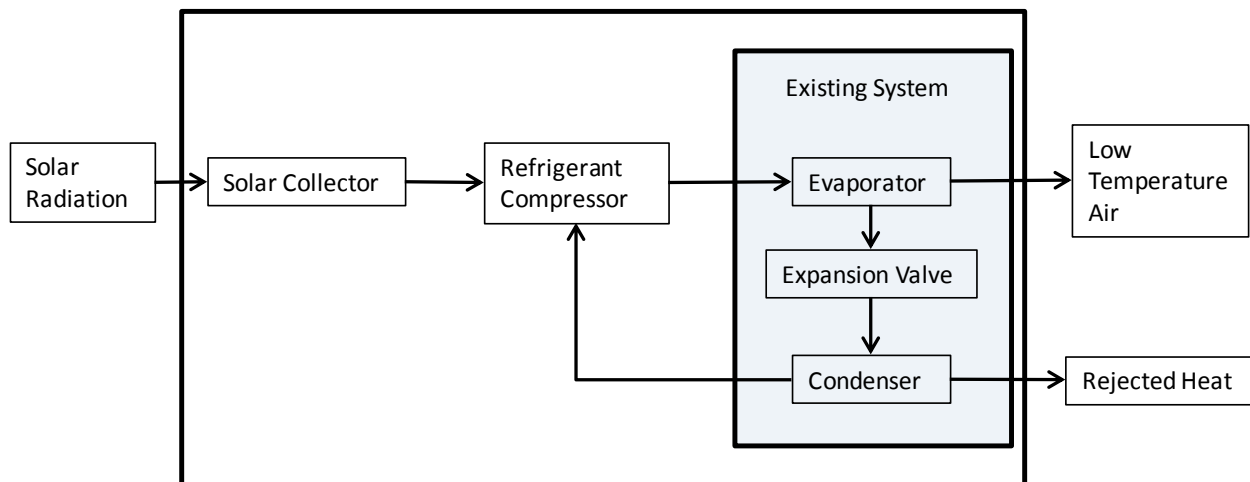 Existing System
Solar
Radiation
Solar Collector
Refrigerant
Compressor
Evaporator
Low
Temperature
Air
Expansion Valve
Condenser
Rejected Heat